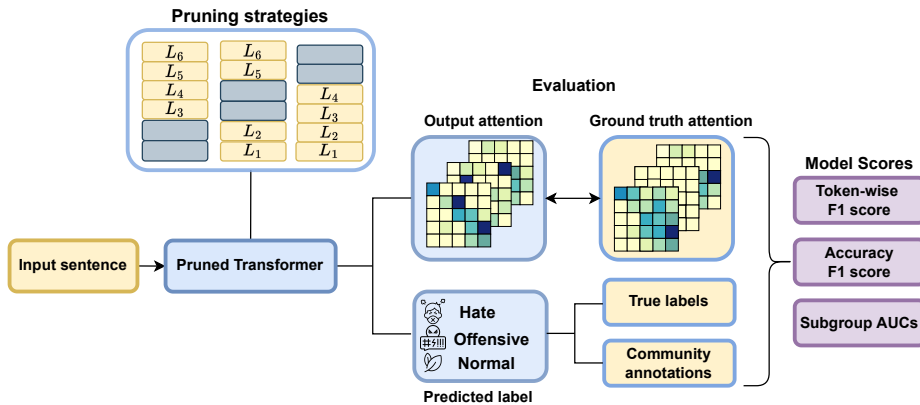 Pruning strategies
L6
L5
L4
L3
L6
L5
L2
L1
L4
L3
L2
L1
Evaluation
Output attention
Ground truth attention
Model Scores
Token-wise
F1 score
Accuracy
F1 score
Subgroup AUCs
Input sentence
Pruned Transformer
Hate
#⚡!!!
Offensive
Normal
Predicted label
True labels
Community
annotations